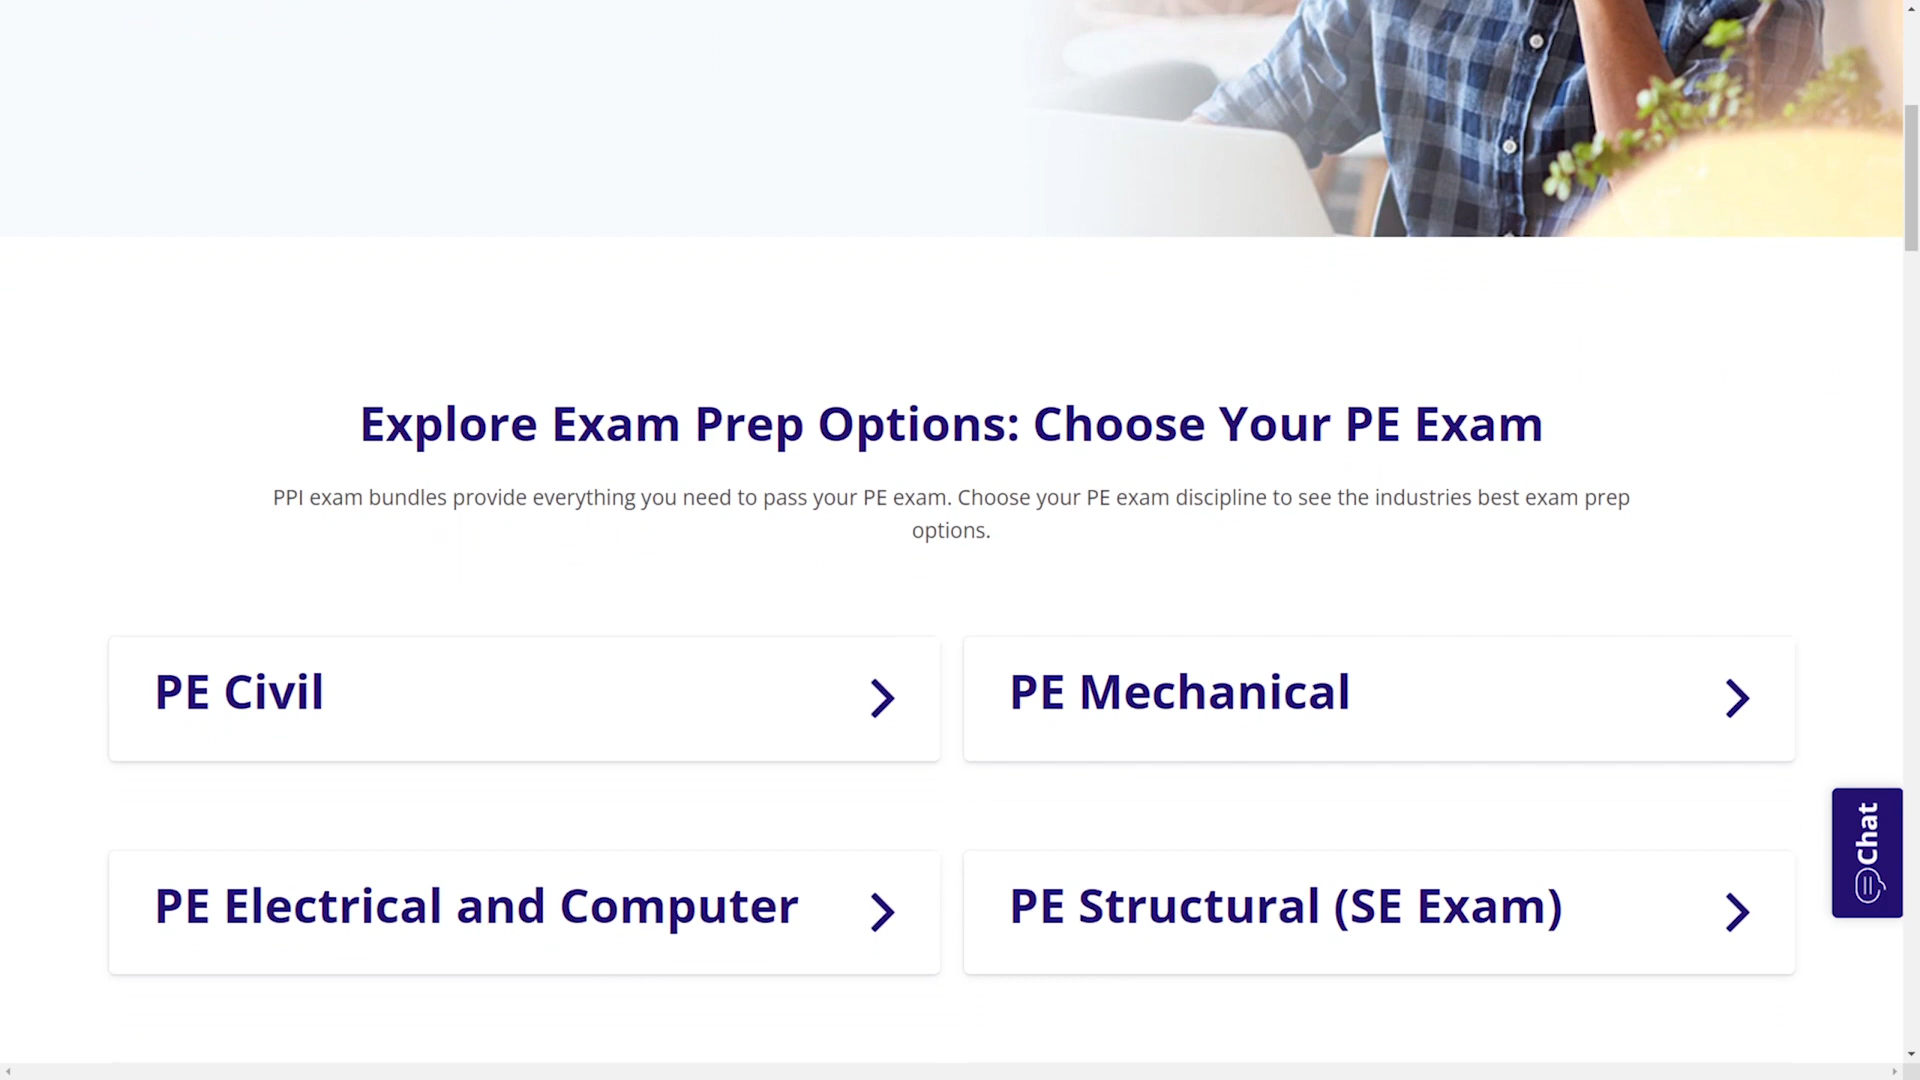 Explore Exam Prep Options: Choose Your PE Exam
PPI exam bundles provide everything you need to pass your PE exam. Choose your PE exam discipline to see the industries best exam prep
options.
PE Civil
PE Mechanical
PE Electrical and Computer
PE Structural (SE Exam)
Chat